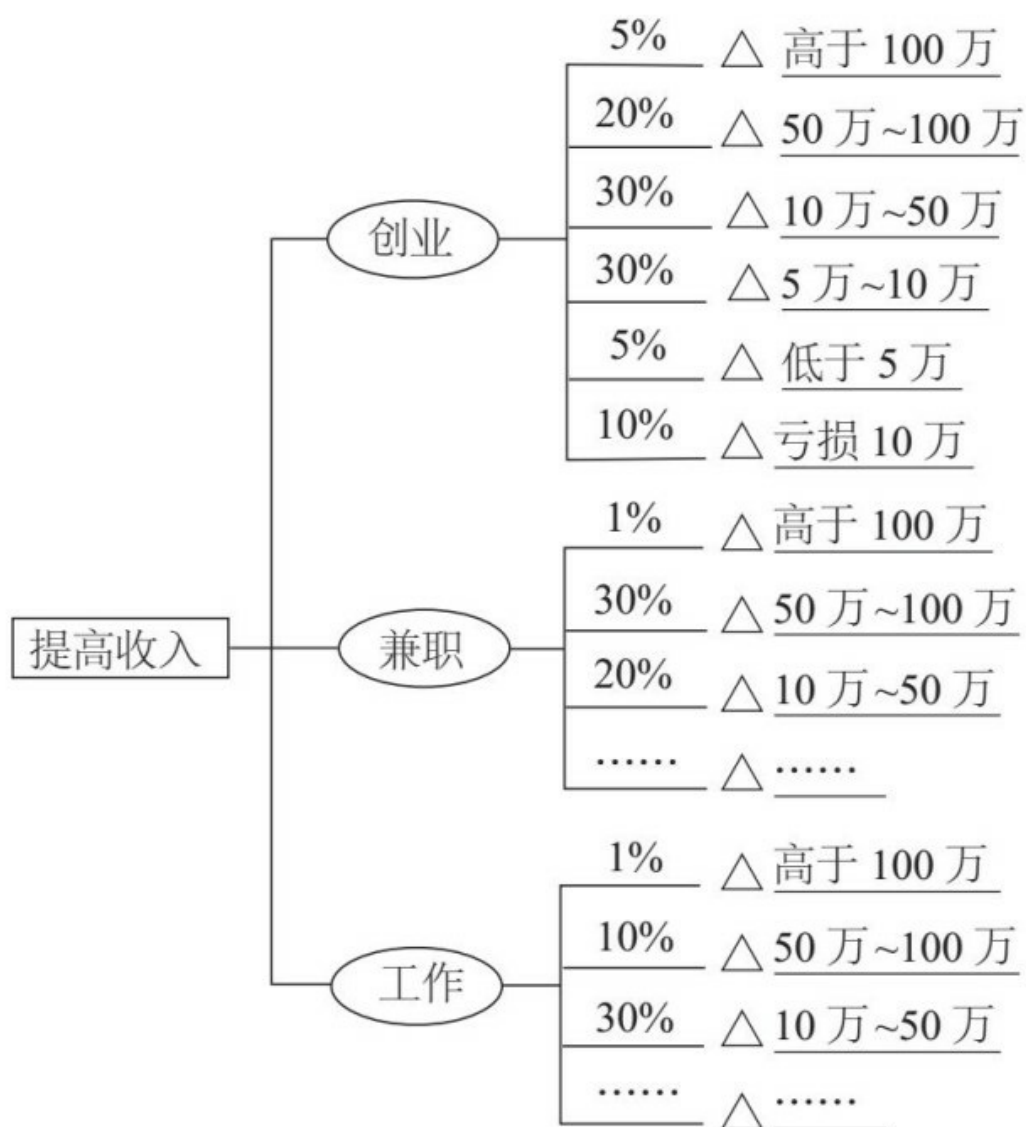 提高收入
创业
5% △ 高于 100 万
20% △ 50 万~100 万
30% △ 10 万~50 万
30% △ 5 万~10 万
5% △ 低于 5 万
10% △ 亏损 10 万
兼职
1% △ 高于 100 万
30% △ 50 万~100 万
20% △ 10 万~50 万
…… △ ……
工作
1% △ 高于 100 万
10% △ 50 万~100 万
30% △ 10 万~50 万
…… △ ……